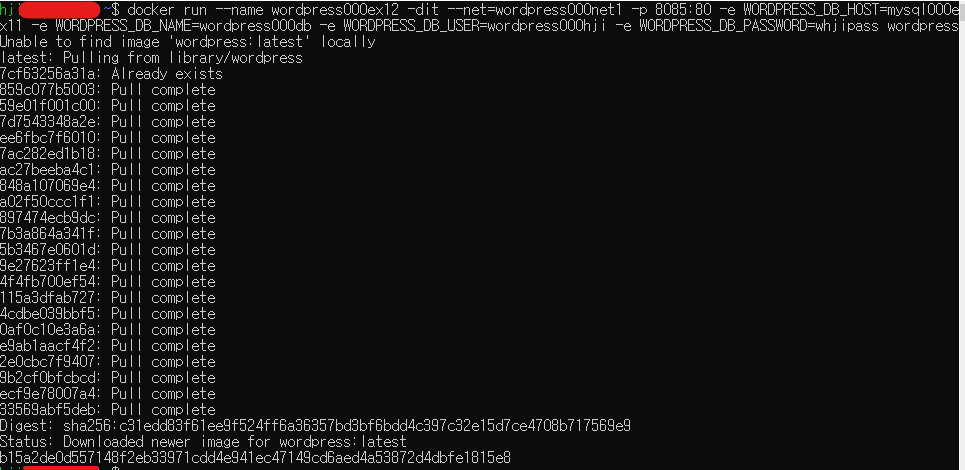 hji ~$ docker run --name wordpress000ex12 -dit --net=wordpress000net1 -p 8085:80 -e WORDPRESS_DB_HOST=mysql000e
x11 -e WORDPRESS_DB_NAME=wordpress000db -e WORDPRESS_DB_USER=wordpress000hji -e WORDPRESS_DB_PASSWORD=whjipass wordpress
Unable to find image 'wordpress:latest' locally
latest: Pulling from library/wordpress
7cf63256a31a: Already exists
859c077b5003: Pull complete
59e01f001c00: Pull complete
7d7543348a2e: Pull complete
ee6fbc7f6010: Pull complete
7ac282ed1b18: Pull complete
ac27beeba4c1: Pull complete
848a107069e4: Pull complete
a02f50ccc1f1: Pull complete
897474ecb9dc: Pull complete
7b3a864a341f: Pull complete
5b3467e0601d: Pull complete
9e27623ff1e4: Pull complete
4f4fb700ef54: Pull complete
115a3dfab727: Pull complete
4cdbe039bbf5: Pull complete
0af0c10e3a6a: Pull complete
e9ab1aacf4f2: Pull complete
2e0cbc7f9407: Pull complete
9b2cf0bfcbcd: Pull complete
ecf9e78007a4: Pull complete
33569abf5deb: Pull complete
Digest: sha256:c31edd83f61ee9f524ff6a36357bd3bf6bdd4c397c32e15d7ce4708b717569e9
Status: Downloaded newer image for wordpress:latest
b15a2de0d557148f2eb33971cdd4e941ec47149cd6aed4a53872d4dbfe1815e8